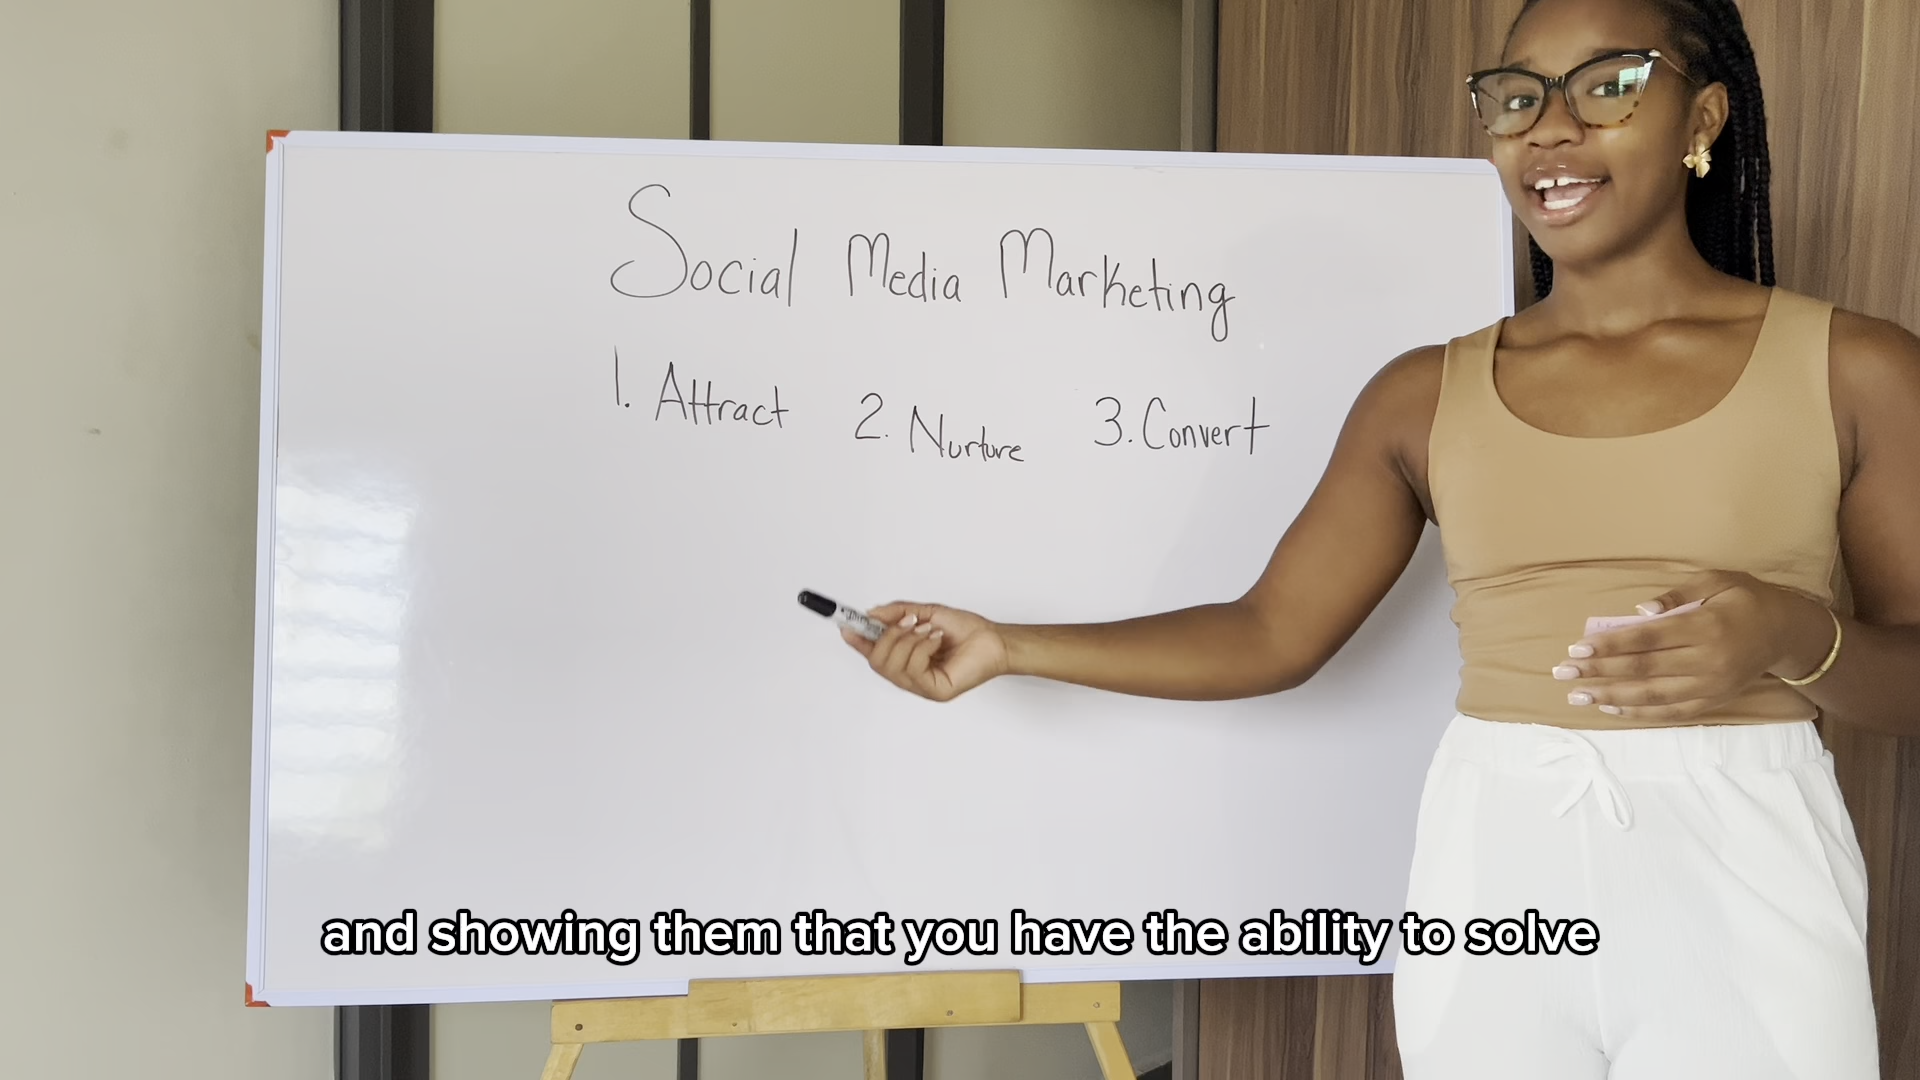 Social Media Marketing
1. Attract 2. Nurture 3. Convert
and showing them that you have the ability to solve